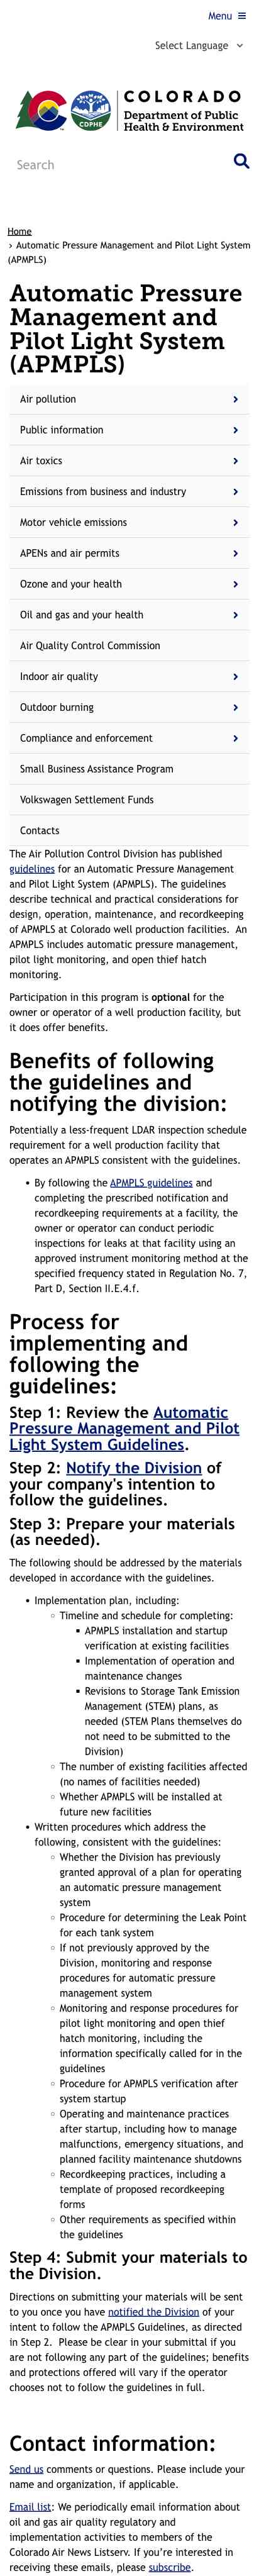 Menu
Select Language
CDPHE
COLORADO
Department of Public
Health & Environment
Search
Home
› Automatic Pressure Management and Pilot Light System
(APMPLS)
Automatic Pressure
Management and
Pilot Light System
(APMPLS)
Air pollution
Public information
Air toxics
Emissions from business and industry
Motor vehicle emissions
APENs and air permits
Ozone and your health
Oil and gas and your health
Air Quality Control Commission
Indoor air quality
Outdoor burning
Compliance and enforcement
Small Business Assistance Program
Volkswagen Settlement Funds
Contacts
The Air Pollution Control Division has published
guidelines for an Automatic Pressure Management
and Pilot Light System (APMPLS). The guidelines
describe technical and practical considerations for
design, operation, maintenance, and recordkeeping
of APMPLS at Colorado well production facilities.  An
APMPLS includes automatic pressure management,
pilot light monitoring, and open thief hatch
monitoring.
Participation in this program is optional for the
owner or operator of a well production facility, but
it does offer benefits.
Benefits of following
the guidelines and
notifying the division:
Potentially a less-frequent LDAR inspection schedule
requirement for a well production facility that
operates an APMPLS consistent with the guidelines.
• By following the APMPLS guidelines and
completing the prescribed notification and
recordkeeping requirements at a facility, the
owner or operator can conduct periodic
inspections for leaks at that facility using an
approved instrument monitoring method at the
specified frequency stated in Regulation No. 7,
Part D, Section II.E.4.f.
Process for
implementing and
following the
guidelines:
Step 1: Review the Automatic
Pressure Management and Pilot
Light System Guidelines.
Step 2: Notify the Division of
your company's intention to
follow the guidelines.
Step 3: Prepare your materials
(as needed).
The following should be addressed by the materials
developed in accordance with the guidelines.
• Implementation plan, including:
◦ Timeline and schedule for completing:
▪ APMPLS installation and startup
verification at existing facilities
▪ Implementation of operation and
maintenance changes
▪ Revisions to Storage Tank Emission
Management (STEM) plans, as
needed (STEM Plans themselves do
not need to be submitted to the
Division)
◦ The number of existing facilities affected
(no names of facilities needed)
◦ Whether APMPLS will be installed at
future new facilities
• Written procedures which address the
following, consistent with the guidelines:
◦ Whether the Division has previously
granted approval of a plan for operating
an automatic pressure management
system
◦ Procedure for determining the Leak Point
for each tank system
◦ If not previously approved by the
Division, monitoring and response
procedures for automatic pressure
management system
◦ Monitoring and response procedures for
pilot light monitoring and open thief
hatch monitoring, including the
information specifically called for in the
guidelines
◦ Procedure for APMPLS verification after
system startup
◦ Operating and maintenance practices
after startup, including how to manage
malfunctions, emergency situations, and
planned facility maintenance shutdowns
◦ Recordkeeping practices, including a
template of proposed recordkeeping
forms
◦ Other requirements as specified within
the guidelines
Step 4: Submit your materials to
the Division.
Directions on submitting your materials will be sent
to you once you have notified the Division of your
intent to follow the APMPLS Guidelines, as directed
in Step 2.  Please be clear in your submittal if you
are not following any part of the guidelines; benefits
and protections offered will vary if the operator
chooses not to follow the guidelines in full.
Contact information:
Send us comments or questions. Please include your
name and organization, if applicable.
Email list: We periodically email information about
oil and gas air quality regulatory and
implementation activities to members of the
Colorado Air News Listserv. If you’re interested in
receiving these emails, please subscribe.